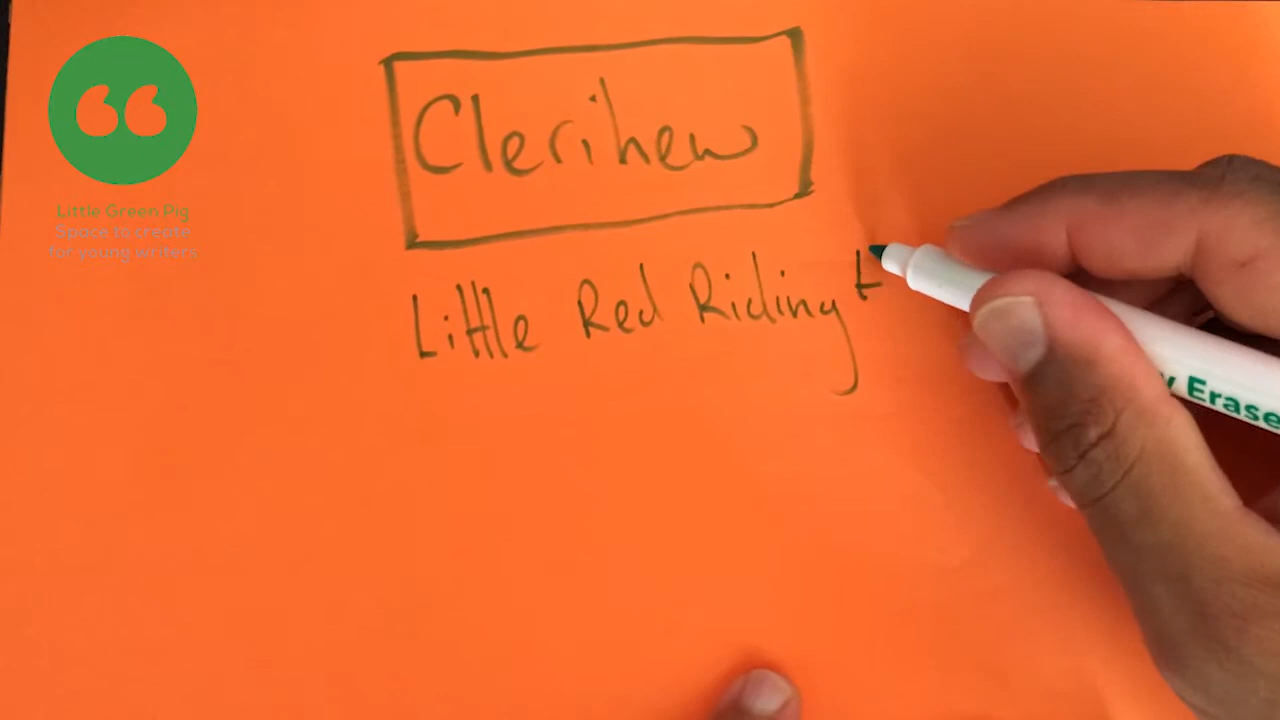 Little Green Pig
Space to create
for young writers
Clerihew
Little Red Riding
Erase